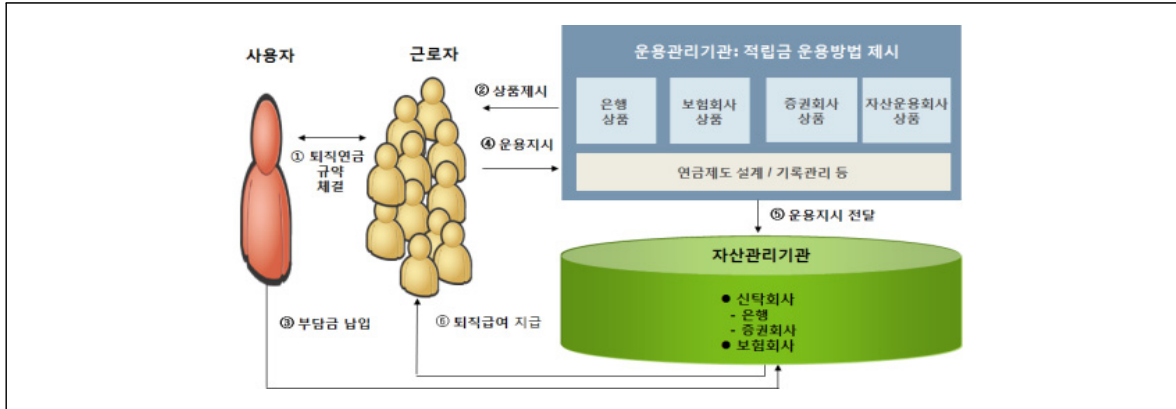 사용자
근로자
운용관리기관: 적립금 운용방법 제시
은행
상품
보험회사
상품
증권회사
상품
자산운용회사
상품
연금제도 설계 / 기록관리 등
② 상품제시
① 퇴직연금
규약
체결
④ 운용지시
⑤ 운용지시 전달
자산관리기관
● 신탁회사
- 은행
- 증권회사
● 보험회사
③ 부담금 납입
⑥ 퇴직급여 지급